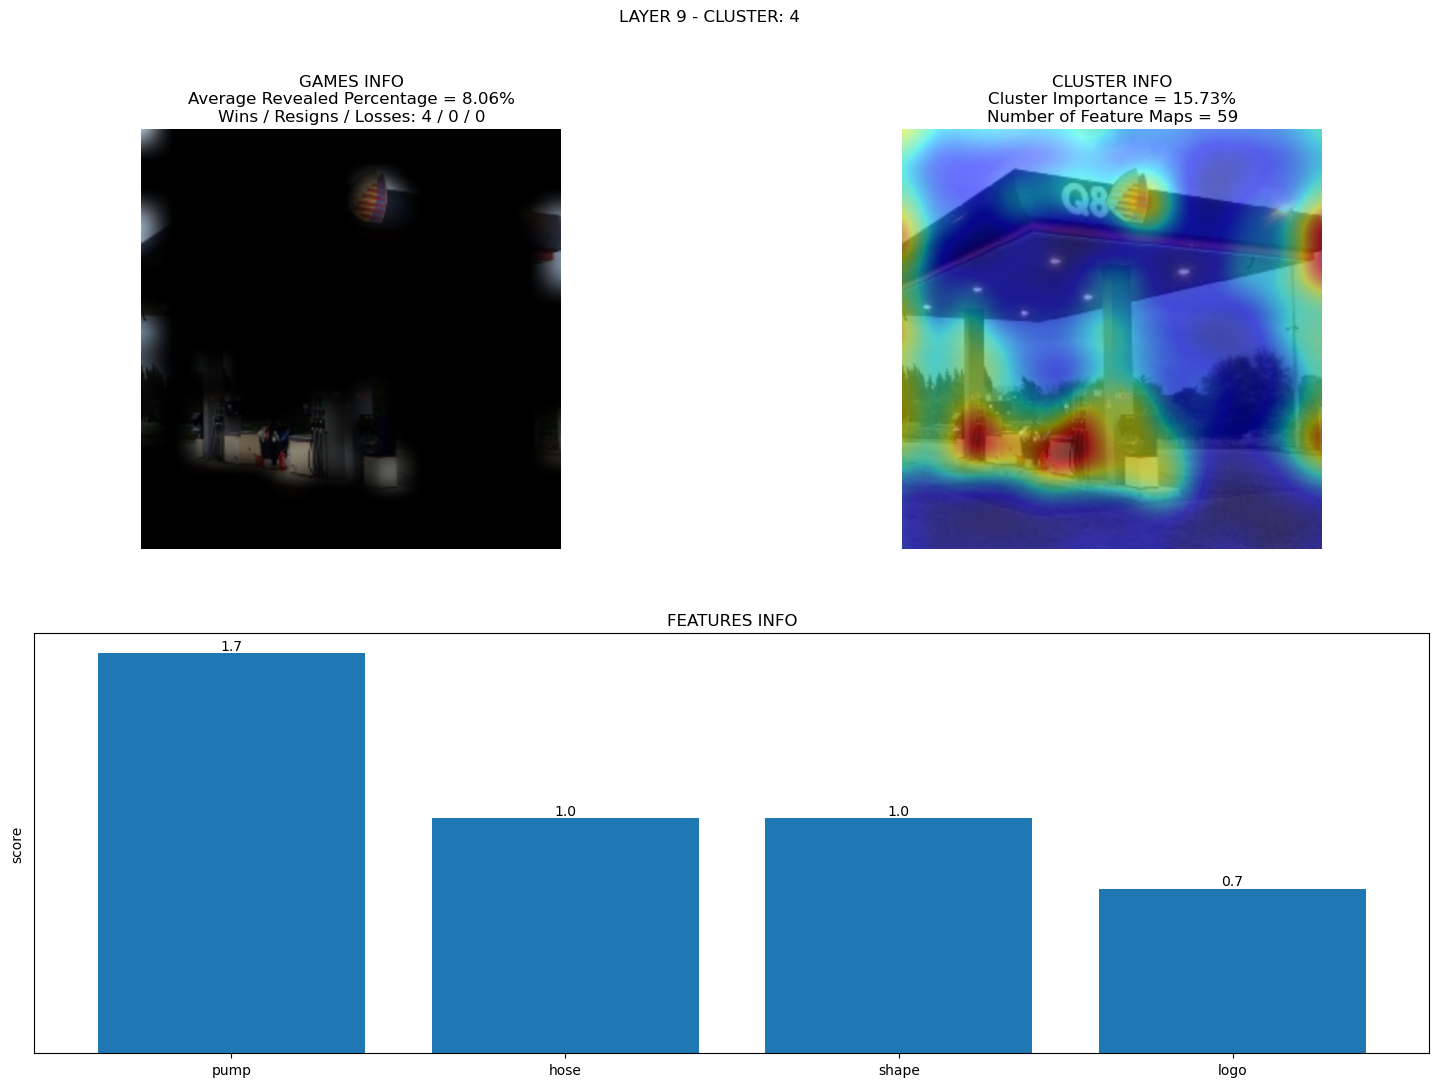 LAYER 9 - CLUSTER: 4
GAMES INFO
Average Revealed Percentage = 8.06%
Wins / Resigns / Losses: 4 / 0 / 0
CLUSTER INFO
Cluster Importance = 15.73%
Number of Feature Maps = 59
Q8
FEATURES INFO
score
1.7
1.0
1.0
0.7
pump
hose
shape
logo